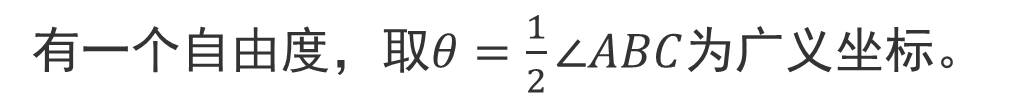 有一个自由度，取θ = 1/2 ∠ABC为广义坐标。